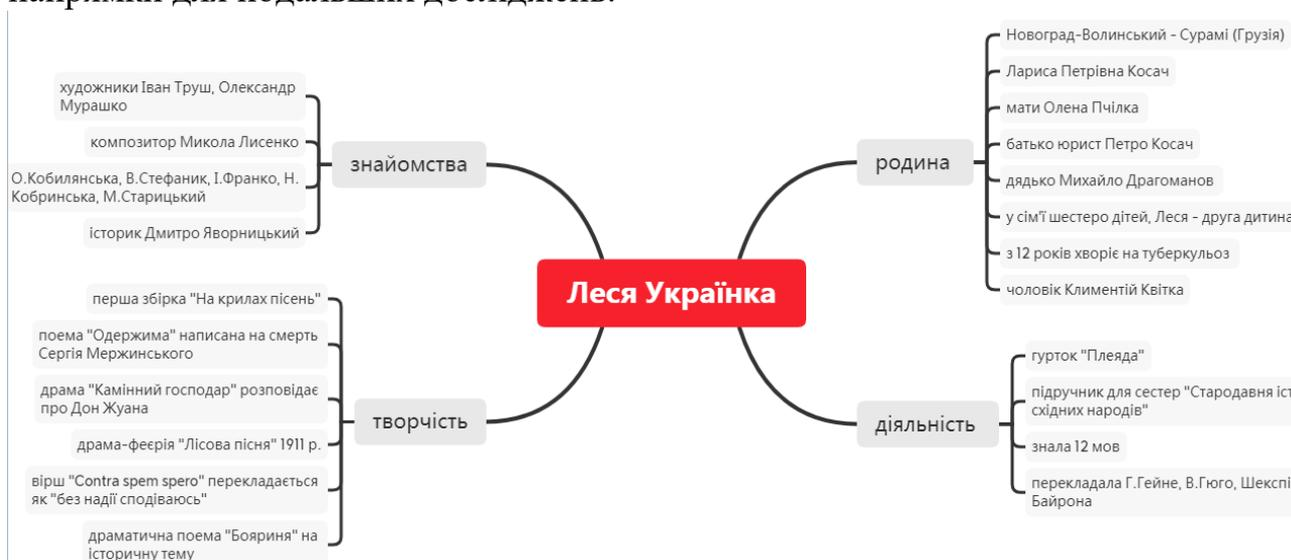 напрямки для подальших досліджень.
художники Іван Труш, Олександр
Мурашко
композитор Микола Лисенко
О.Кобилянська, В.Стефаник, І.Франко, Н.
Кобринська, М.Старицький
історик Дмитро Яворницький
знайомства
перша збірка "На крилах пісень"
поема "Одержима" написана на смерть
Сергія Мержинського
драма "Камінний господар" розповідає
про Дон Жуана
драма-феєрія "Лісова пісня" 1911 р.
вірш "Contra spem spero" перекладається
як "без надії сподіваюсь"
драматична поема "Бояриня" на
історичну тему
творчість
Леся Українка
родина
Новоград-Волинський - Сурамі (Грузія)
Лариса Петрівна Косач
мати Олена Пчілка
батько юрист Петро Косач
дядько Михайло Драгоманов
у сім'ї шестеро дітей, Леся - друга дитина
з 12 років хворіє на туберкульоз
чоловік Климентій Квітка
діяльність
гурток "Плеяда"
підручник для сестер "Стародавня
східних народів"
знала 12 мов
перекладала Г.Гейне, В.Гюго,
Байрона